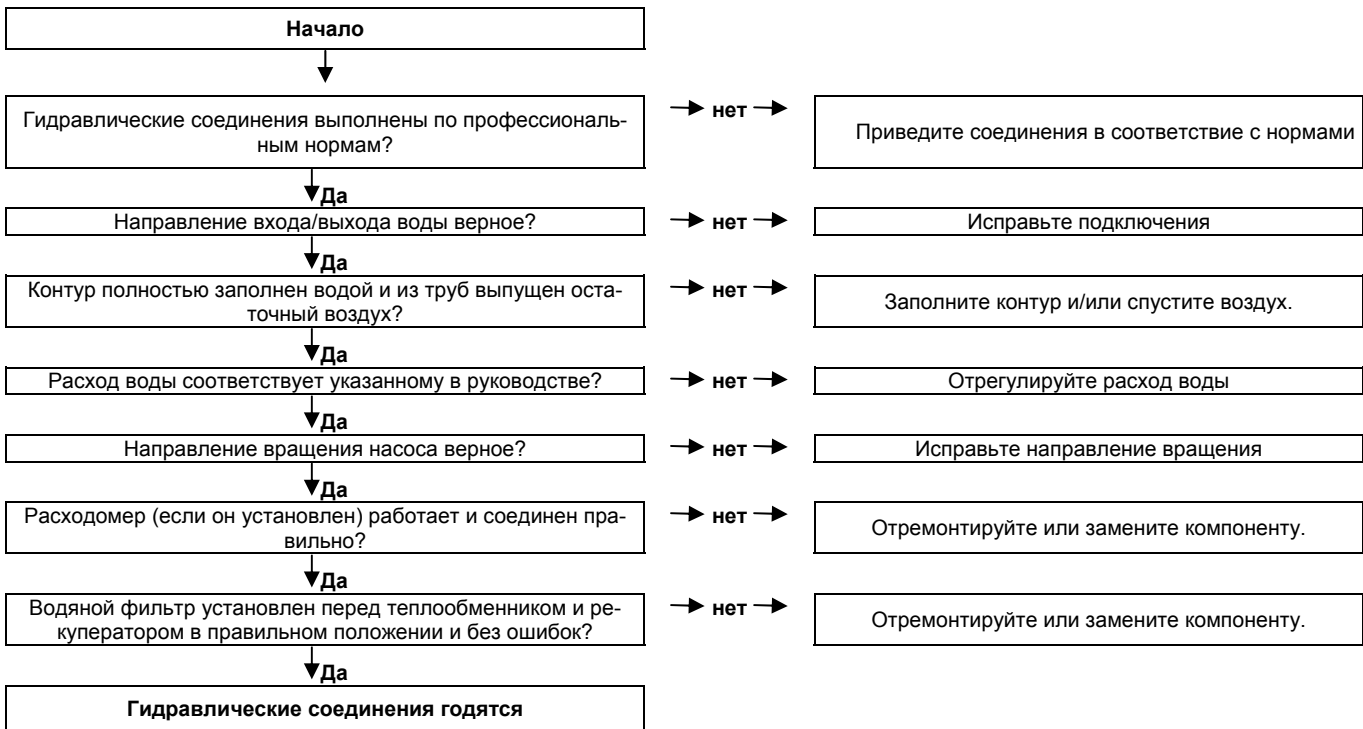 Начало
Гидравлические соединения выполнены по профессиональ-
ным нормам?
нет
Приведите соединения в соответствие с нормами
Да
Направление входа/выхода воды верное?
нет
Исправьте подключения
Да
Контур полностью заполнен водой и из труб выпущен оста-
точный воздух?
нет
Заполните контур и/или спустите воздух.
Да
Расход воды соответствует указанному в руководстве?
нет
Отрегулируйте расход воды
Да
Направление вращения насоса верное?
нет
Исправьте направление вращения
Да
Расходомер (если он установлен) работает и соединен пра-
вильно?
нет
Отремонтируйте или замените компоненту.
Да
Водяной фильтр установлен перед теплообменником и ре-
куператором в правильном положении и без ошибок?
нет
Отремонтируйте или замените компоненту.
Да
Гидравлические соединения годятся